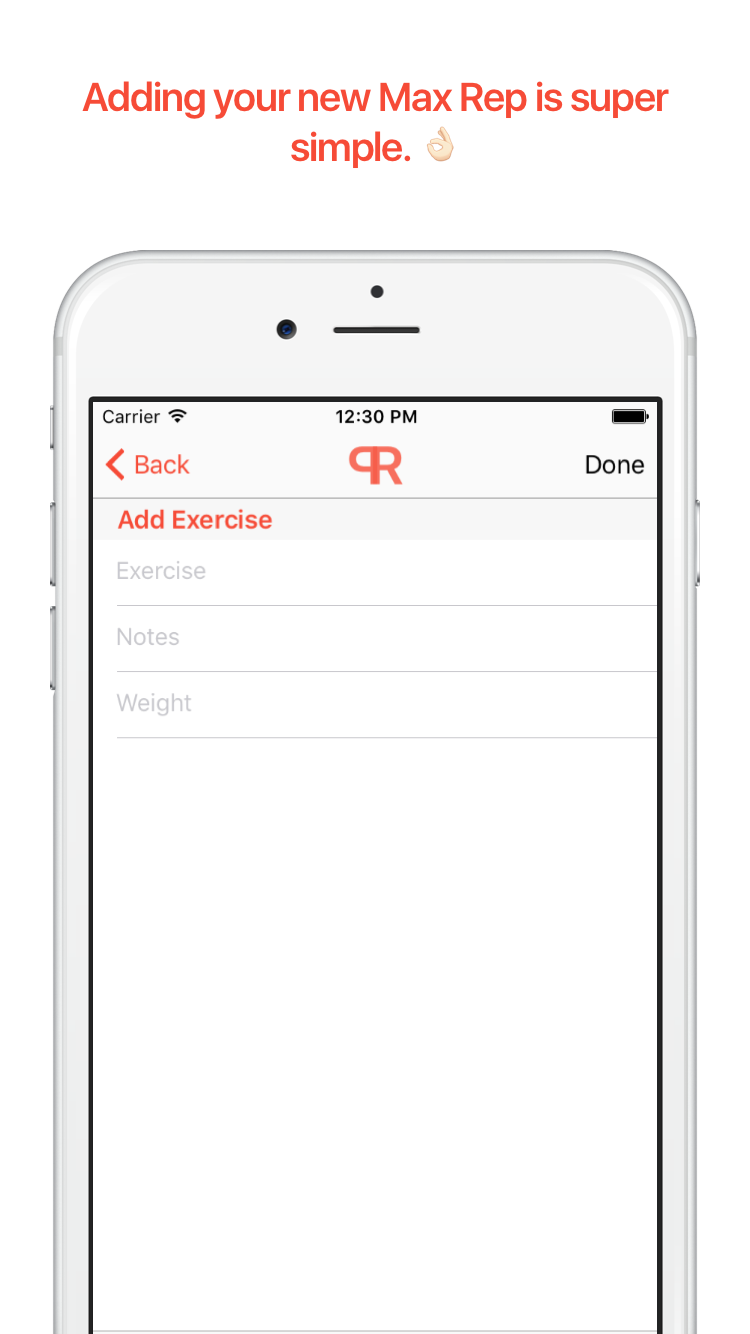 Adding your new Max Rep is super
simple. 👌🏻
Carrier 12:30 PM
Back PR Done
Add Exercise
Exercise
Notes
Weight